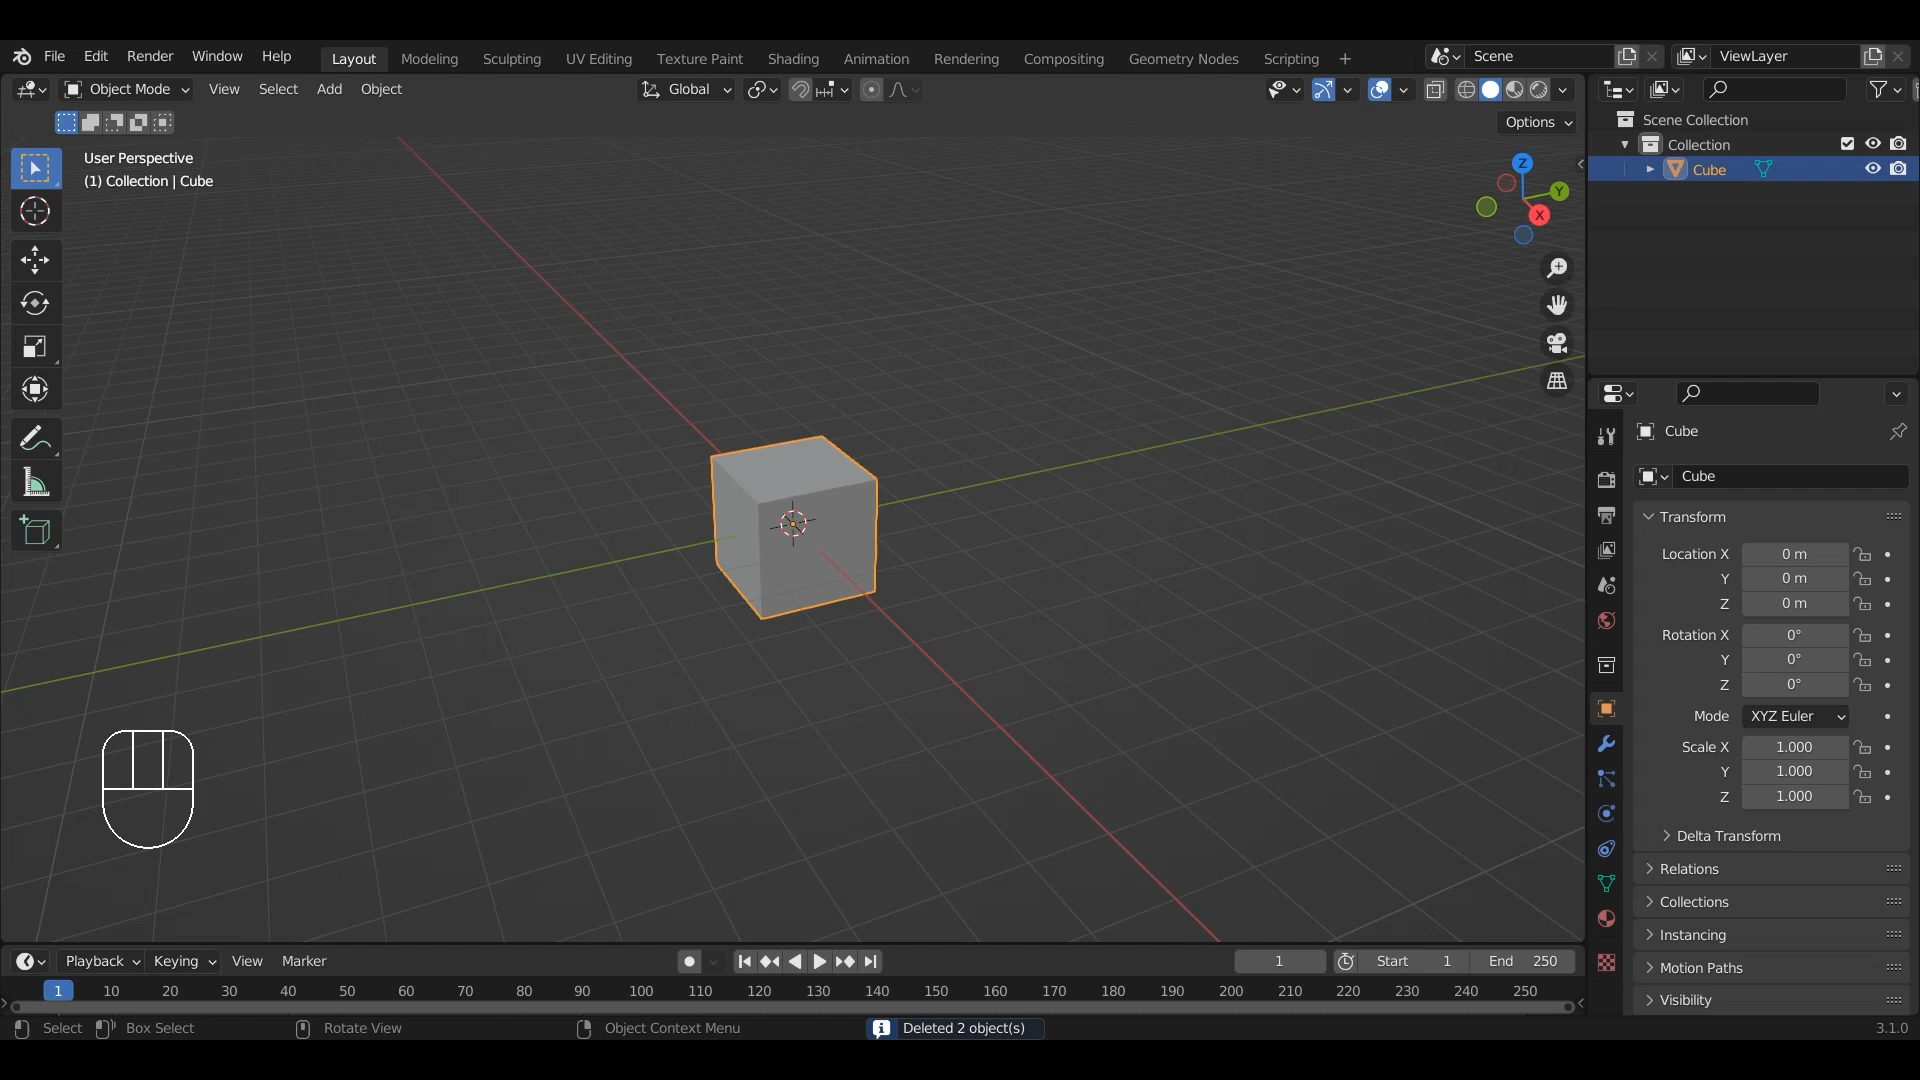 File Edit Render Window Help Layout Modeling Sculpting UV Editing Texture Paint Shading Animation Rendering Compositing Geometry Nodes Scripting + Scene ViewLayer
Object Mode View Select Add Object Global
Options
User Perspective
(1) Collection | Cube
Z
Y
X
Scene Collection
Collection
Cube
Cube
Cube
Transform
Location X 0 m
Y 0 m
Z 0 m
Rotation X 0°
Y 0°
Z 0°
Mode XYZ Euler
Scale X 1.000
Y 1.000
Z 1.000
Delta Transform
Relations
Collections
Instancing
Motion Paths
Visibility
Playback Keying View Marker 1 Start 1 End 250
1 10 20 30 40 50 60 70 80 90 100 110 120 130 140 150 160 170 180 190 200 210 220 230 240 250
Select Box Select Rotate View Object Context Menu Deleted 2 object(s) 3.1.0